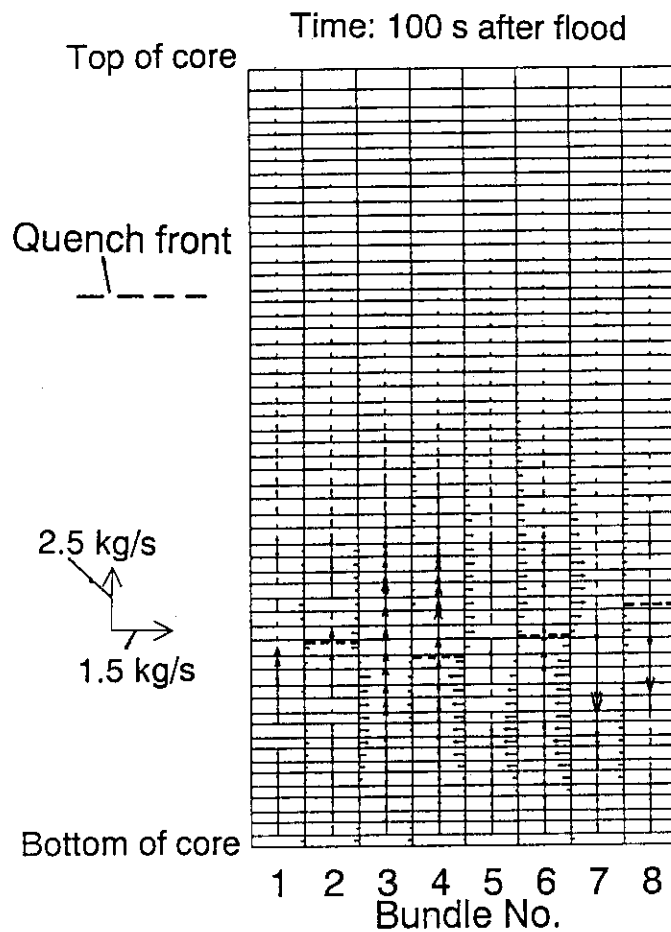 Time: 100 s after flood
Top of core
Quench front
2.5 kg/s
1.5 kg/s
Bottom of core
1 2 3 4 5 6 7 8
Bundle No.